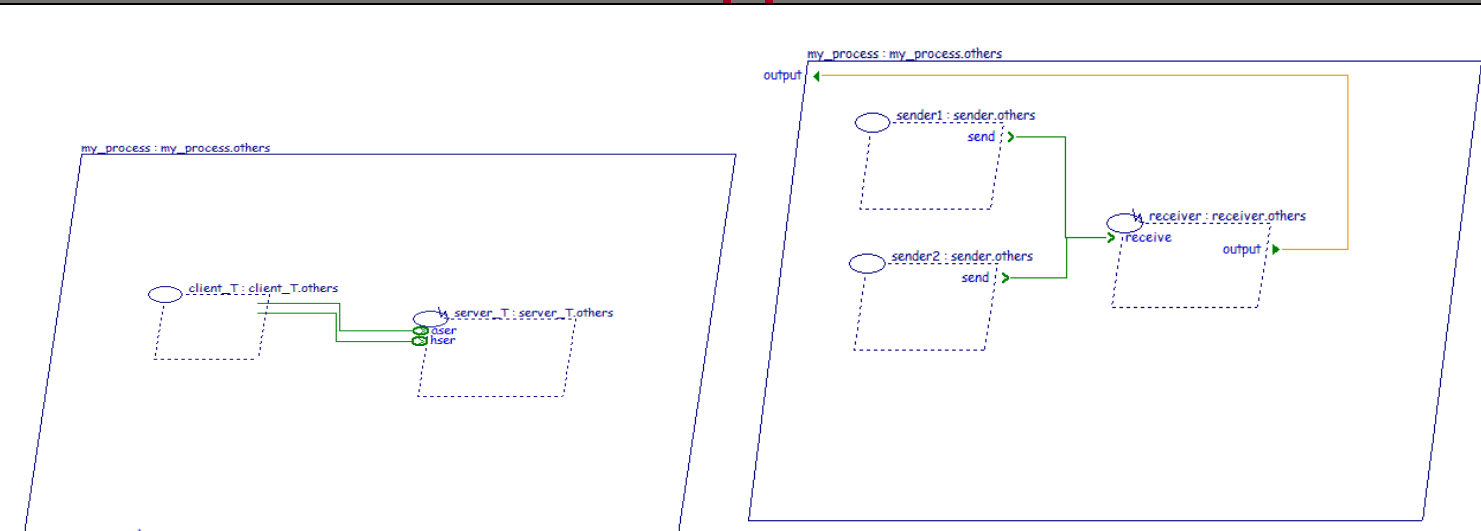 my_process : my_process.others
client_T : client_T.others
server_T : server_T.others
aser
hser
my_process : my_process.others
output
sender1 : sender.others
send
sender2 : sender.others
send
receiver : receiver.others
receive
output